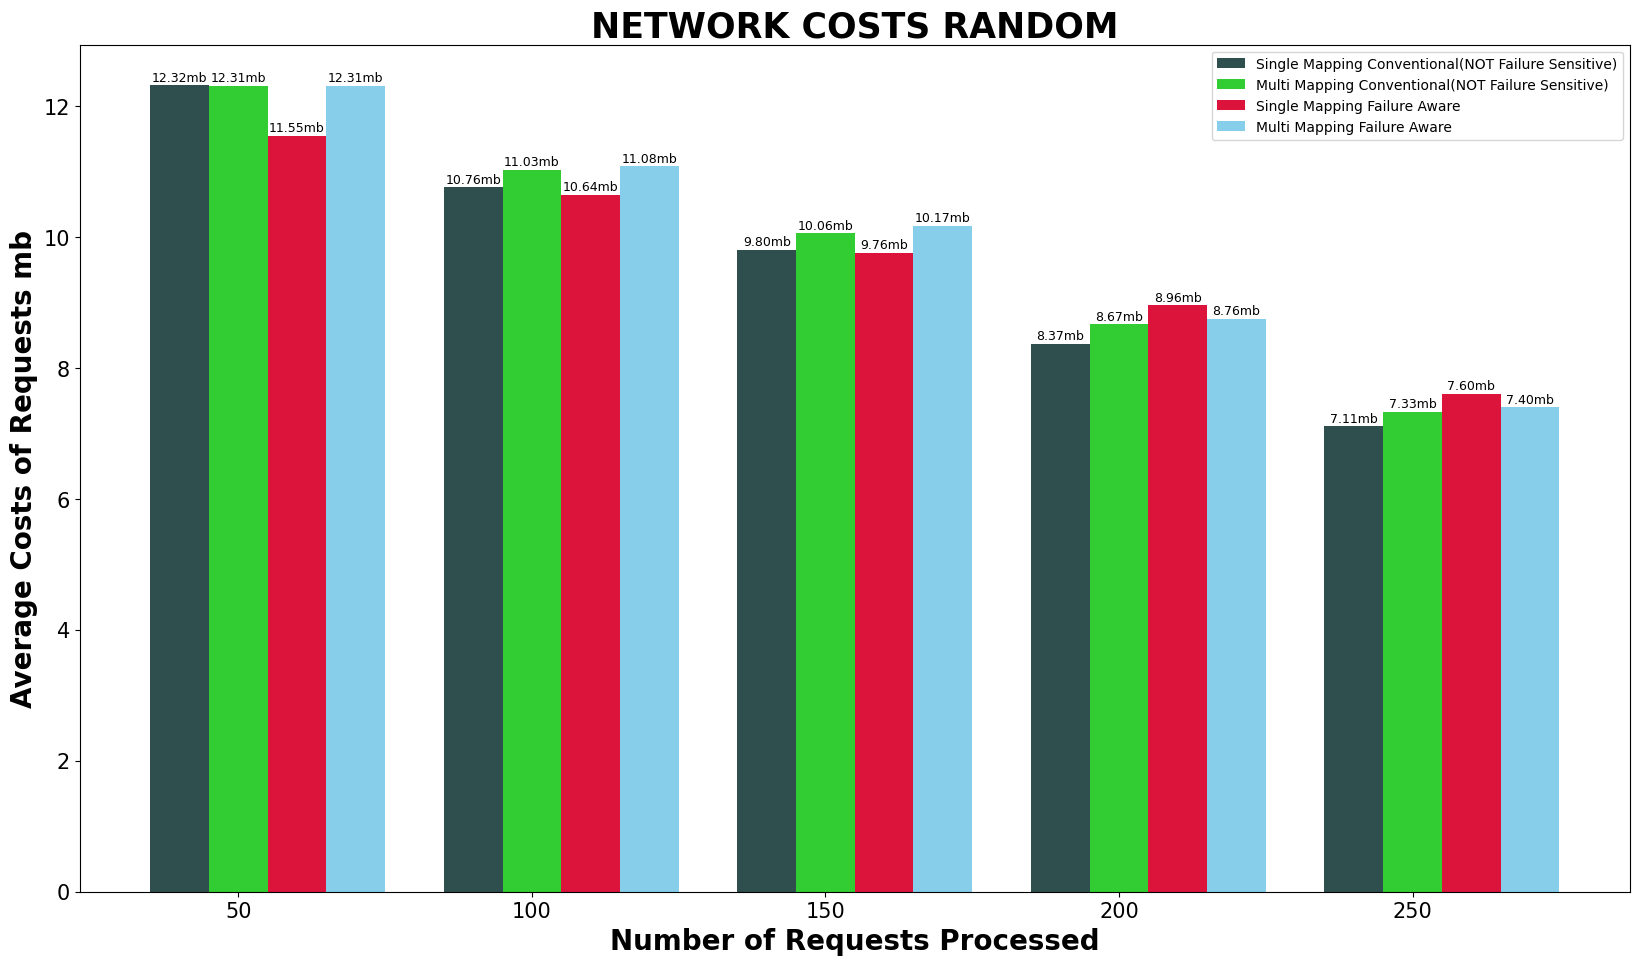 NETWORK COSTS RANDOM
Single Mapping Conventional(NOT Failure Sensitive)
Multi Mapping Conventional(NOT Failure Sensitive)
Single Mapping Failure Aware
Multi Mapping Failure Aware
Average Costs of Requests mb
12
10
8
6
4
2
0
12.32mb 12.31mb 11.55mb 12.31mb
10.76mb 11.03mb 10.64mb 11.08mb
9.80mb 10.06mb 9.76mb 10.17mb
8.37mb 8.67mb 8.96mb 8.76mb
7.11mb 7.33mb 7.60mb 7.40mb
50 100 150 200 250
Number of Requests Processed